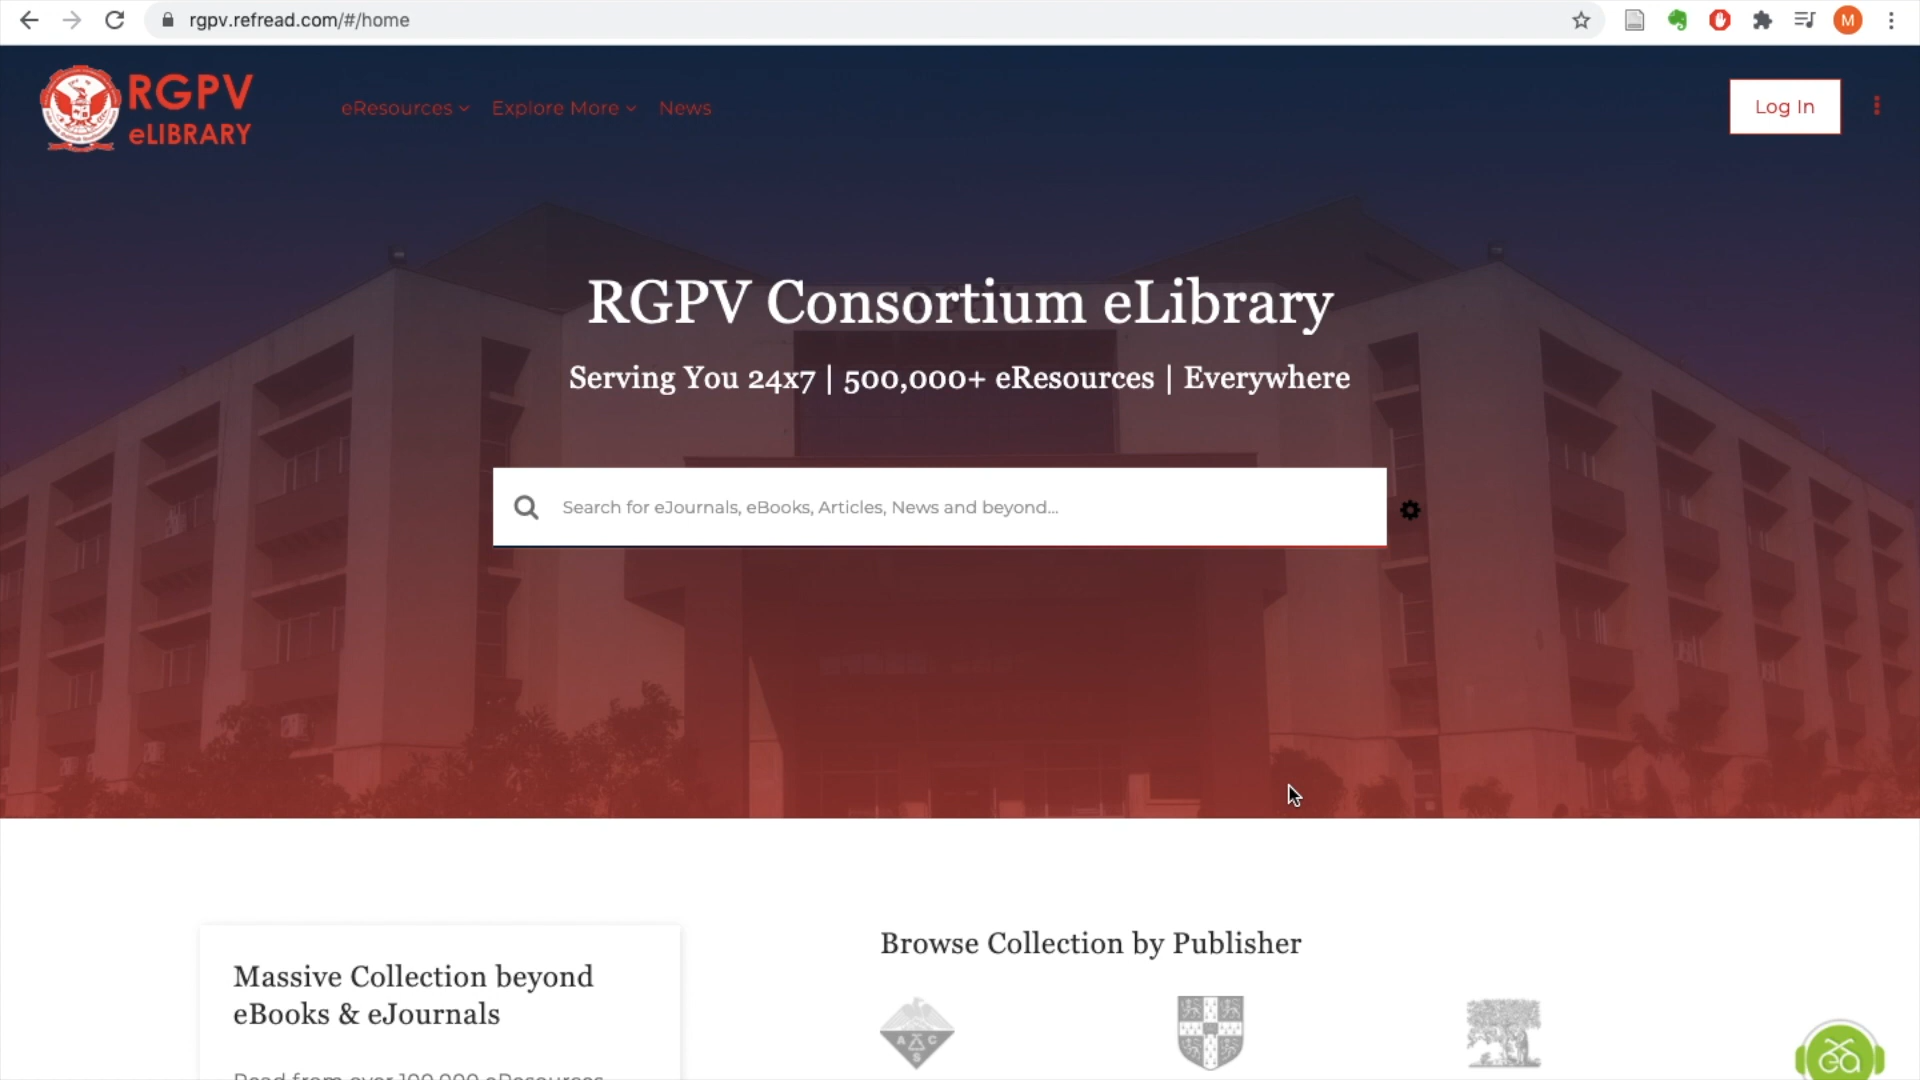 rgpv.refread.com/#/home
M
RGPV
eLIBRARY
eResources
Explore More
News
Log In
RGPV Consortium eLibrary
Serving You 24x7 | 500,000+ eResources | Everywhere
Search for eJournals, eBooks, Articles, News and beyond...
Massive Collection beyond
eBooks & eJournals
Read from over 100,000 eResources
Browse Collection by Publisher
A C
S